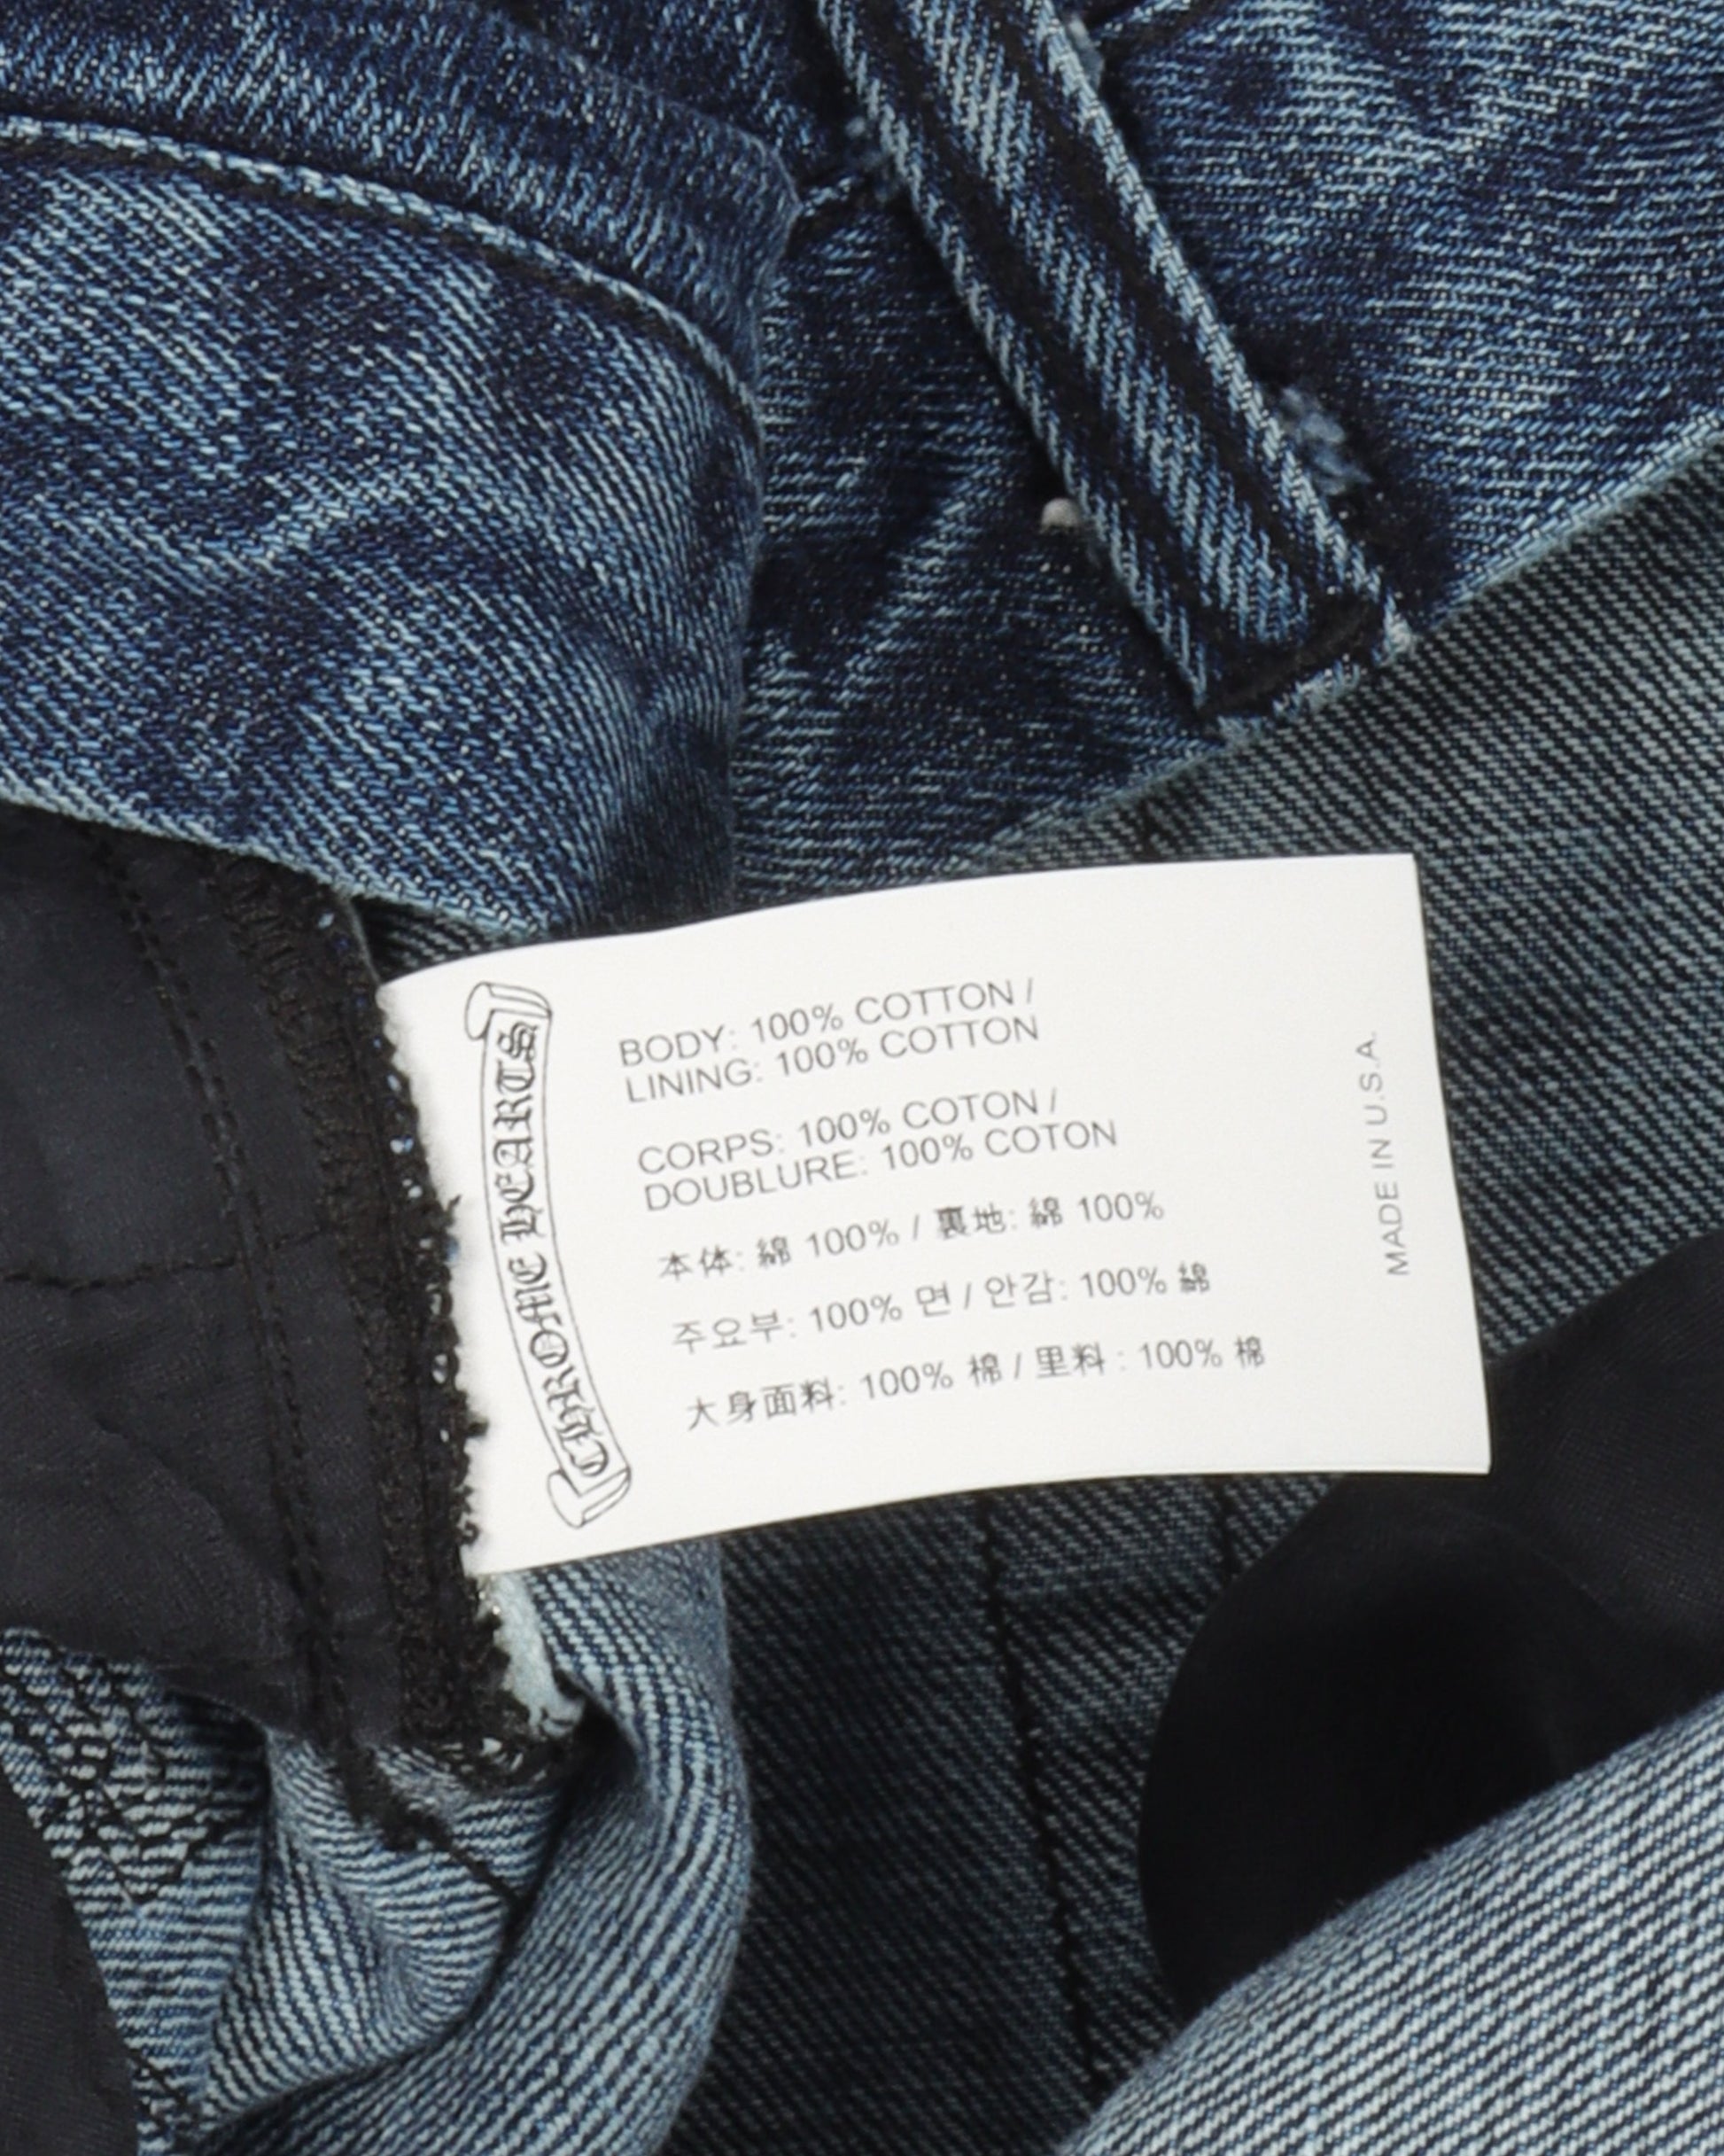 CHROME HEARTS
BODY: 100% COTTON /
LINING: 100% COTTON
CORPS: 100% COTON /
DOUBLURE: 100% COTON
本体: 綿 100% / 裏地: 綿 100%
주요부: 100% 면 / 안감: 100% 綿
大身面料: 100% 棉 / 里料 : 100% 棉
MADE IN U.S.A.